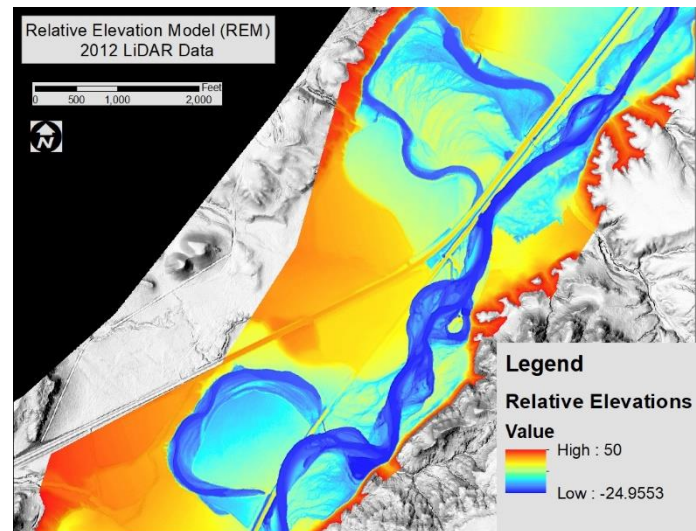 Relative Elevation Model (REM)
2012 LiDAR Data
Feet
0 500 1,000 2,000
N
Legend
Relative Elevations
Value
High : 50
Low : -24.9553